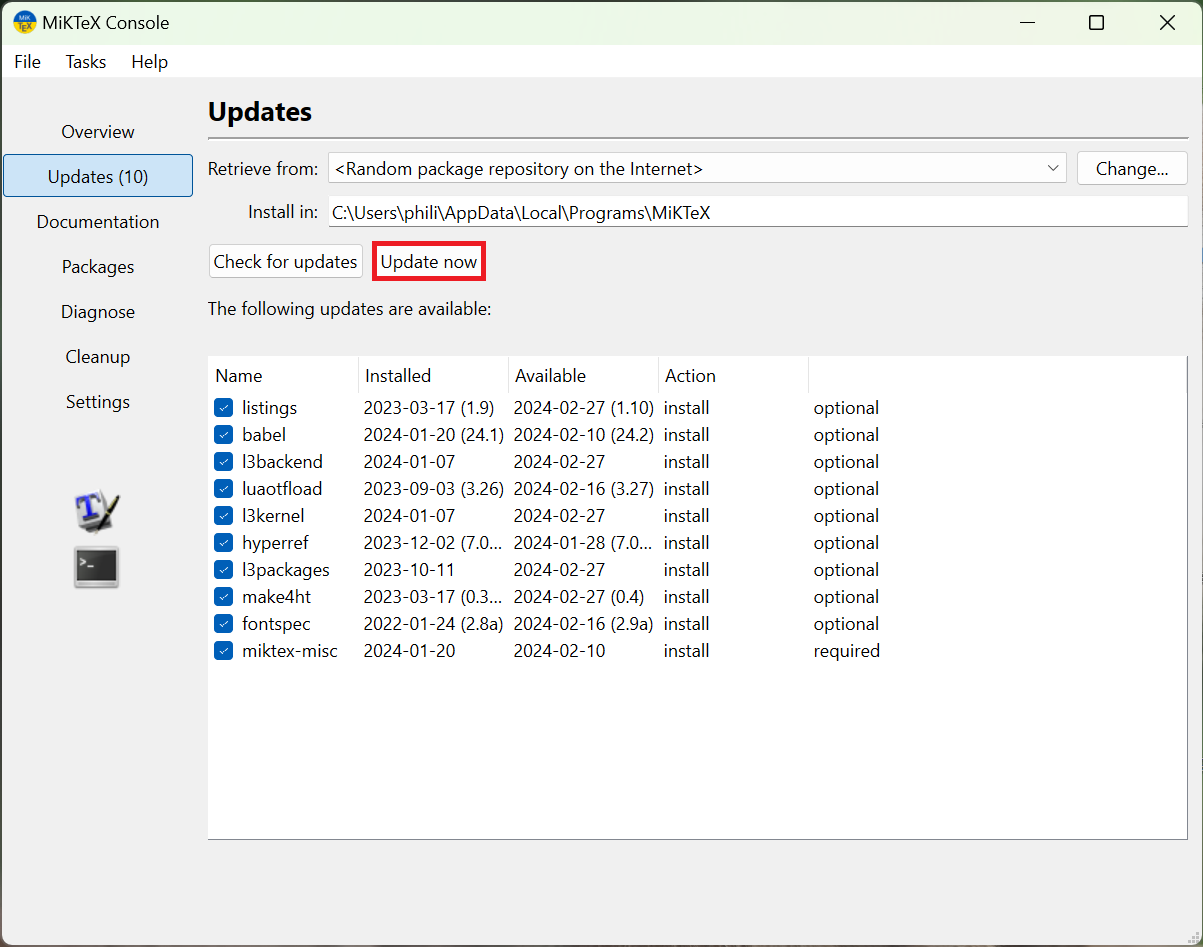 MiKTeX Console
File Tasks Help
Updates
Overview
Updates (10)
Documentation
Packages
Diagnose
Cleanup
Settings
Retrieve from: <Random package repository on the Internet> Change...
Install in: C:\Users\phili\AppData\Local\Programs\MiKTeX
Check for updates Update now
The following updates are available:
Name Installed Available Action
listings 2023-03-17 (1.9) 2024-02-27 (1.10) install optional
babel 2024-01-20 (24.1) 2024-02-10 (24.2) install optional
l3backend 2024-01-07 2024-02-27 install optional
luaotfload 2023-09-03 (3.26) 2024-02-16 (3.27) install optional
l3kernel 2024-01-07 2024-02-27 install optional
hyperref 2023-12-02 (7.0... 2024-01-28 (7.0... install optional
l3packages 2023-10-11 2024-02-27 install optional
make4ht 2023-03-17 (0.3... 2024-02-27 (0.4) install optional
fontspec 2022-01-24 (2.8a) 2024-02-16 (2.9a) install optional
miktex-misc 2024-01-20 2024-02-10 install required